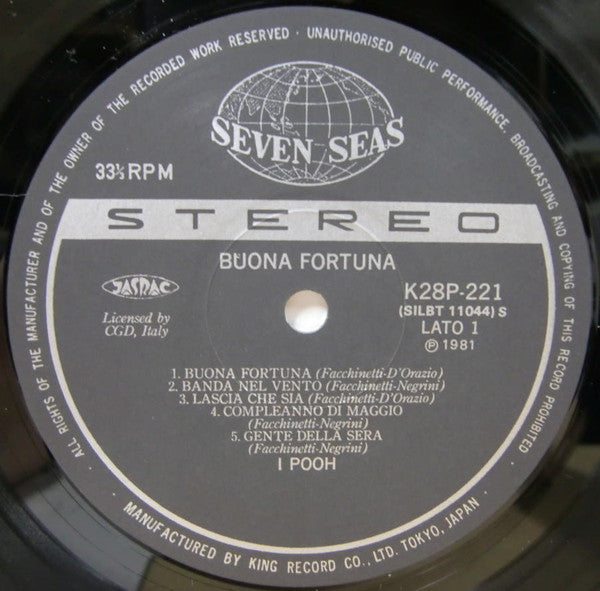 ALL RIGHTS OF THE MANUFACTURER AND OF THE OWNER OF THE RECORDED WORK RESERVED · UNAUTHORISED PUBLIC PERFORMANCE, BROADCASTING AND COPYING OF THIS RECORD PROHIBITED ·
SEVEN SEAS
33⅓RPM
STEREO
BUONA FORTUNA
JASRAC
Licensed by
CGD, Italy
K28P-221
(SILBT 11044) S
LATO 1
Ⓟ 1981
1. BUONA FORTUNA (Facchinetti-D'Orazio)
2. BANDA NEL VENTO (Facchinetti-Negrini)
3. LASCIA CHE SIA (Facchinetti-D'Orazio)
4. COMPLEANNO DI MAGGIO
(Facchinetti-Negrini)
5. GENTE DELLA SERA
(Facchinetti-Negrini)
I POOH
· MANUFACTURED BY KING RECORD CO., LTD. TOKYO, JAPAN ·